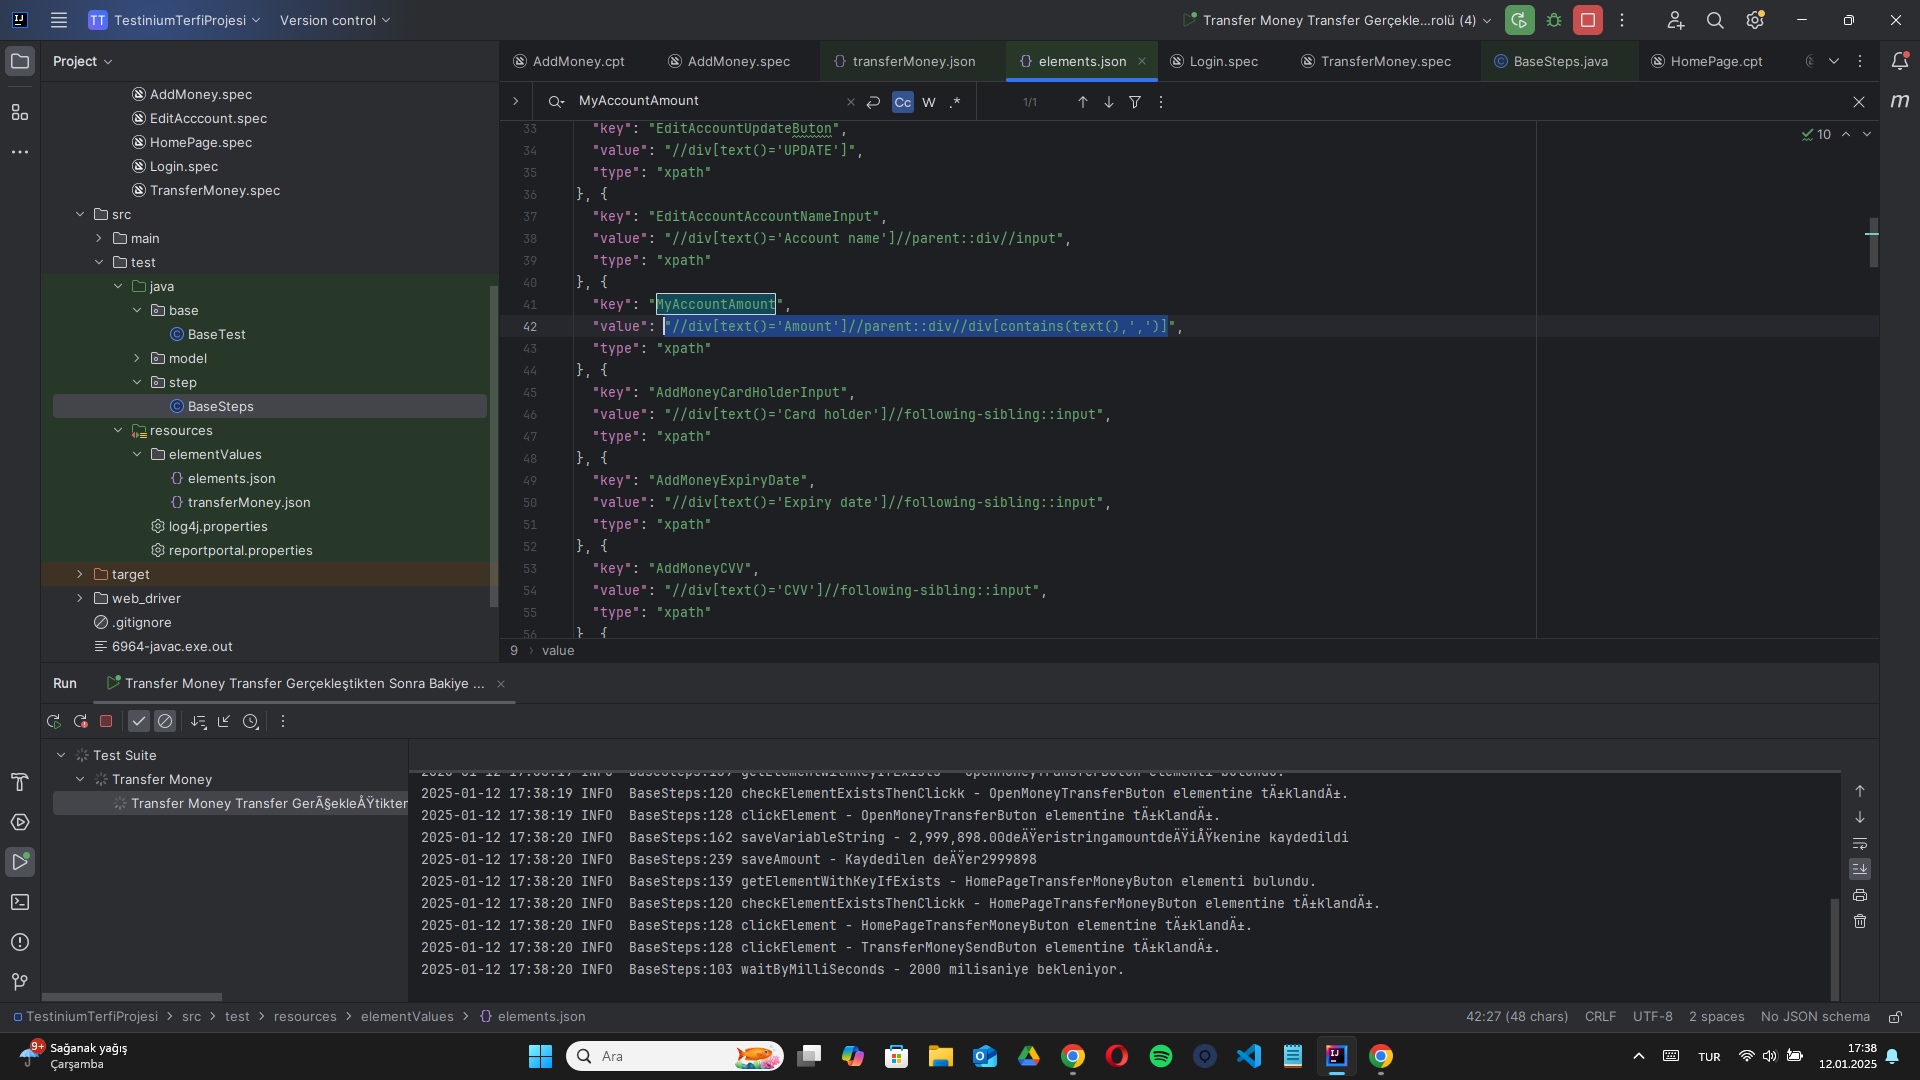 TT TestiniumTerfiProjesi Version control Transfer Money Transfer Gerçekle...rolü (4)
Project
AddMoney.cpt AddMoney.spec transferMoney.json elements.json Login.spec TransferMoney.spec BaseSteps.java HomePage.cpt
MyAccountAmount Cc W .* 1/1
AddMoney.spec
EditAcccount.spec
HomePage.spec
Login.spec
TransferMoney.spec
src
main
test
java
base
BaseTest
model
step
BaseSteps
resources
elementValues
elements.json
transferMoney.json
log4j.properties
reportportal.properties
target
web_driver
.gitignore
6964-javac.exe.out
10
33 "key": "EditAccountUpdateButon",
34 "value": "//div[text()='UPDATE']",
35 "type": "xpath"
36 }, {
37 "key": "EditAccountAccountNameInput",
38 "value": "//div[text()='Account name']//parent::div//input",
39 "type": "xpath"
40 }, {
41 "key": "MyAccountAmount",
42 "value": "//div[text()='Amount']//parent::div//div[contains(text(),',')]",
43 "type": "xpath"
44 }, {
45 "key": "AddMoneyCardHolderInput",
46 "value": "//div[text()='Card holder']//following-sibling::input",
47 "type": "xpath"
48 }, {
49 "key": "AddMoneyExpiryDate",
50 "value": "//div[text()='Expiry date']//following-sibling::input",
51 "type": "xpath"
52 }, {
53 "key": "AddMoneyCVV",
54 "value": "//div[text()='CVV']//following-sibling::input",
55 "type": "xpath"
56 }, {
9 › value
Run Transfer Money Transfer Gerçekleştikten Sonra Bakiye ...
Test Suite
Transfer Money
Transfer Money Transfer GerÃ§ekleÅŸtikten
2025-01-12 17:38:19 INFO BaseSteps:139 getElementWithKeyIfExists - OpenMoneyTransferButon elementi bulundu.
2025-01-12 17:38:19 INFO BaseSteps:120 checkElementExistsThenClickk - OpenMoneyTransferButon elementine tÄ±klandÄ±.
2025-01-12 17:38:19 INFO BaseSteps:128 clickElement - OpenMoneyTransferButon elementine tÄ±klandÄ±.
2025-01-12 17:38:20 INFO BaseSteps:162 saveVariableString - 2,999,898.00deÄŸeristringamountdeÄŸiÅŸkenine kaydedildi
2025-01-12 17:38:20 INFO BaseSteps:239 saveAmount - Kaydedilen deÄŸer2999898
2025-01-12 17:38:20 INFO BaseSteps:139 getElementWithKeyIfExists - HomePageTransferMoneyButon elementi bulundu.
2025-01-12 17:38:20 INFO BaseSteps:120 checkElementExistsThenClickk - HomePageTransferMoneyButon elementine tÄ±klandÄ±.
2025-01-12 17:38:20 INFO BaseSteps:128 clickElement - HomePageTransferMoneyButon elementine tÄ±klandÄ±.
2025-01-12 17:38:20 INFO BaseSteps:128 clickElement - TransferMoneySendButon elementine tÄ±klandÄ±.
2025-01-12 17:38:20 INFO BaseSteps:103 waitByMilliSeconds - 2000 milisaniye bekleniyor.
TestiniumTerfiProjesi › src › test › resources › elementValues › elements.json 42:27 (48 chars) CRLF UTF-8 2 spaces No JSON schema
9+ Sağanak yağış
Çarşamba
Ara
TUR
17:38
12.01.2025